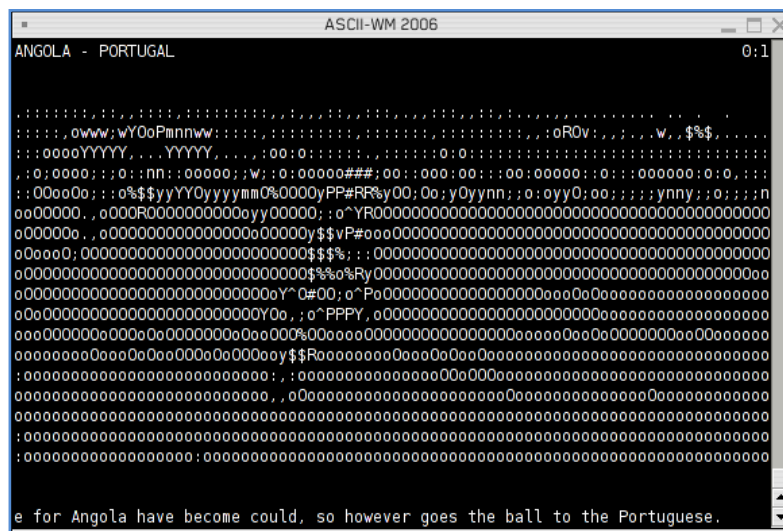 ASCII-WM 2006
ANGOLA - PORTUGAL 0:1
e for Angola have become could, so however goes the ball to the Portuguese.